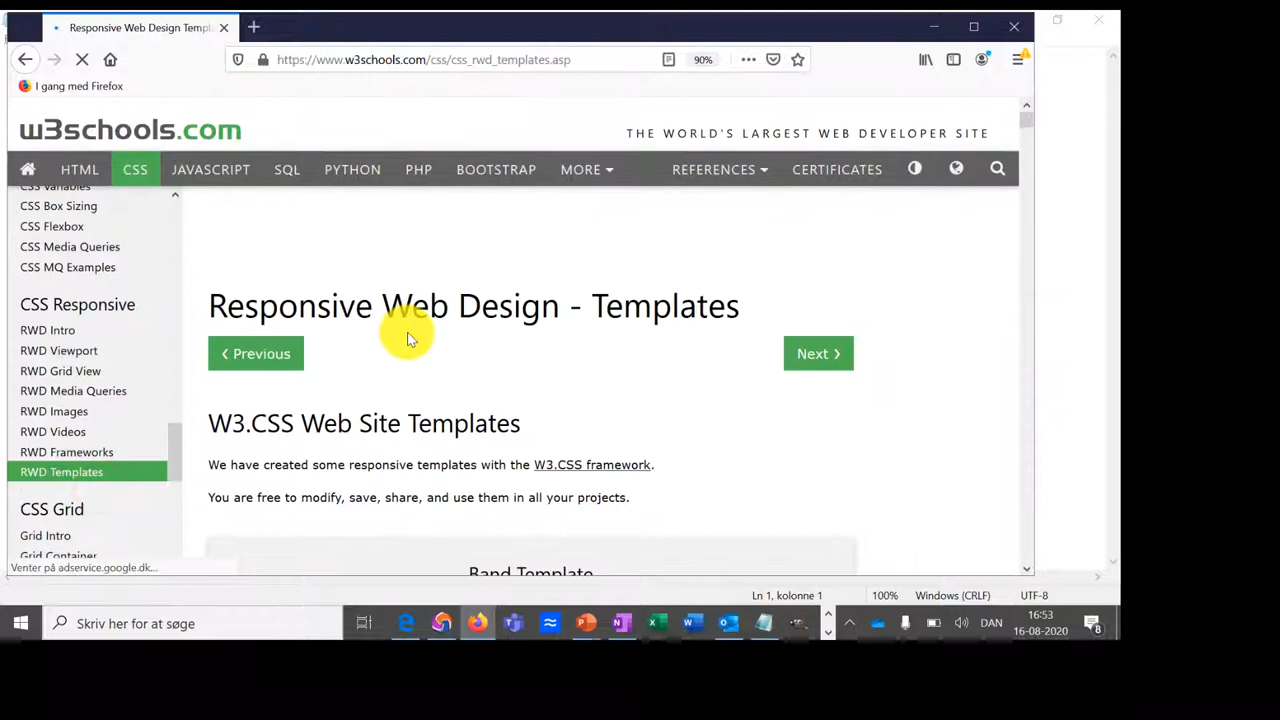 Responsive Web Design Templ
https://www.w3schools.com/css/css_rwd_templates.asp
90%
I gang med Firefox
w3schools.com
THE WORLD'S LARGEST WEB DEVELOPER SITE
HTML CSS JAVASCRIPT SQL PYTHON PHP BOOTSTRAP MORE REFERENCES CERTIFICATES
CSS Variables
CSS Box Sizing
CSS Flexbox
CSS Media Queries
CSS MQ Examples
CSS Responsive
RWD Intro
RWD Viewport
RWD Grid View
RWD Media Queries
RWD Images
RWD Videos
RWD Frameworks
RWD Templates
CSS Grid
Grid Intro
Grid Container
Responsive Web Design - Templates
❮ Previous
Next ❯
W3.CSS Web Site Templates
We have created some responsive templates with the W3.CSS framework.
You are free to modify, save, share, and use them in all your projects.
Band Template
Venter på adservice.google.dk...
Ln 1, kolonne 1
100%
Windows (CRLF)
UTF-8
Skriv her for at søge
DAN
16:53
16-08-2020
8